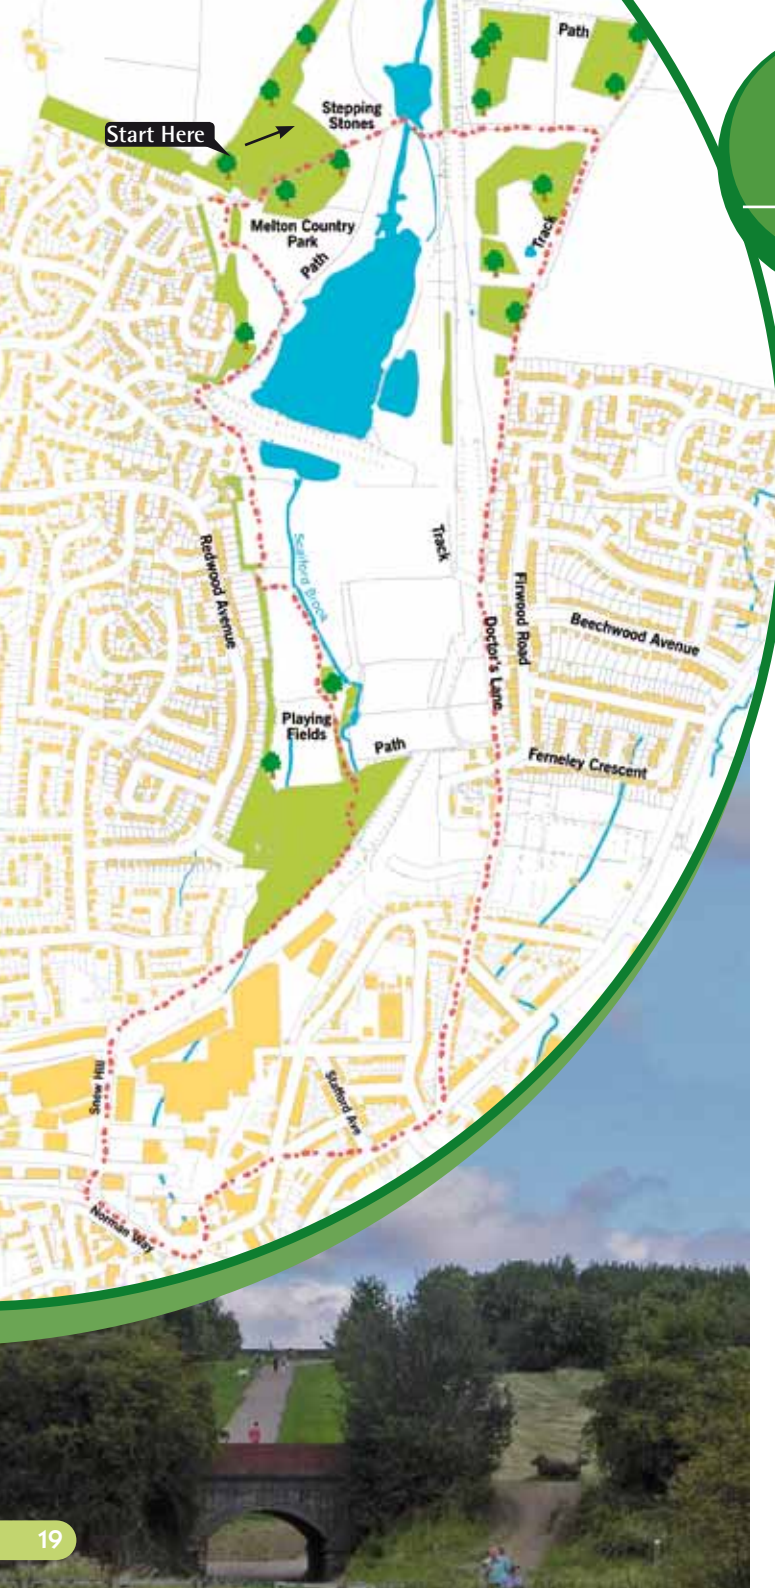 Path
Stepping
Stones
Start Here
Melton Country
Park
Path
Track
Scalford Brook
Track
Redwood Avenue
Firwood Road
Beechwood Avenue
Doctor's Lane
Playing
Fields
Path
Ferneley Crescent
Snow Hill
Stafford Ave
Norman Way
19